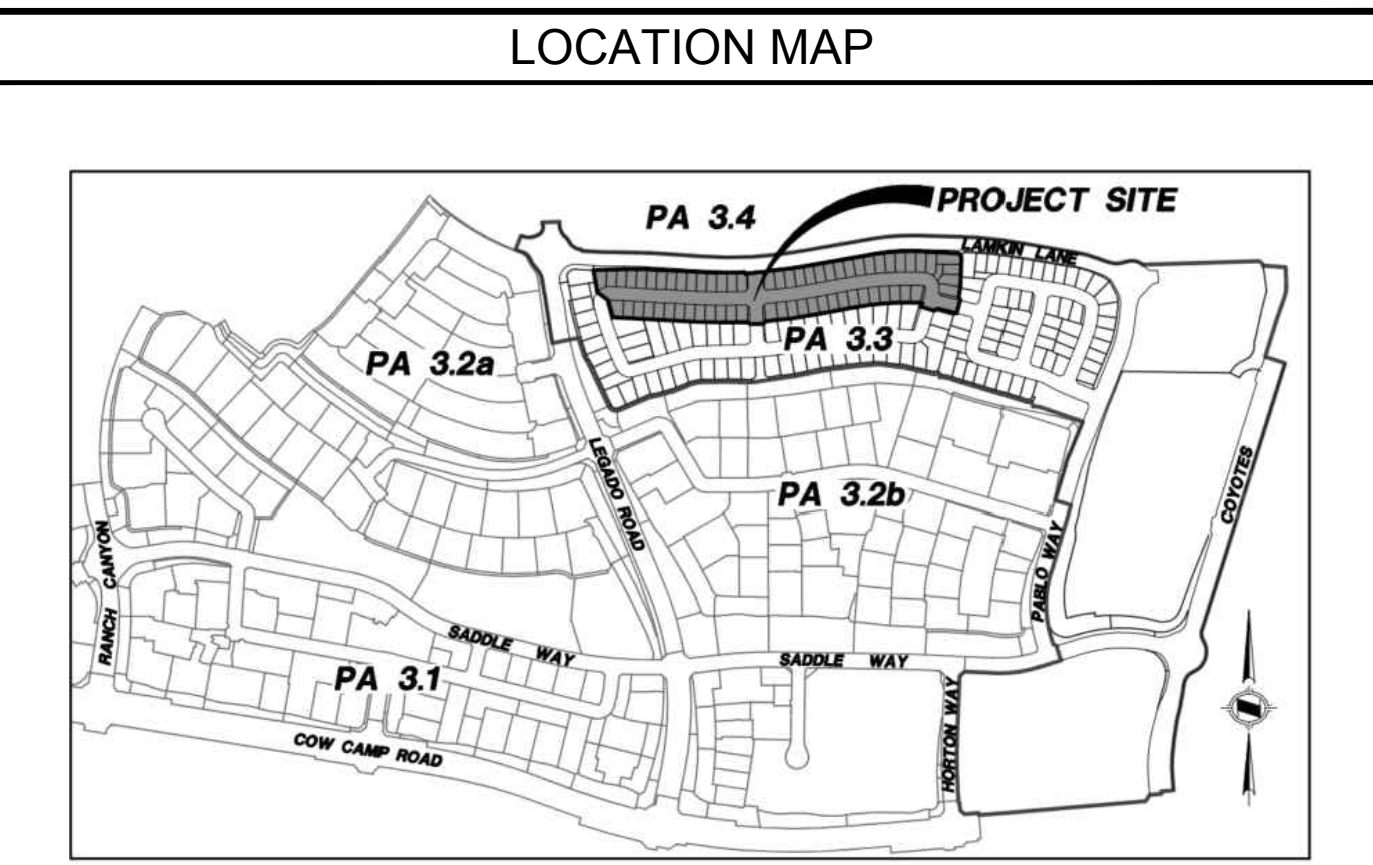 LOCATION MAP
PROJECT SITE
PA 3.4
LAMKIN LANE
PA 3.3
PA 3.2a
LEGADO ROAD
PA 3.2b
COYOTES
RANCH CANYON
PABLO WAY
SADDLE WAY
SADDLE WAY
PA 3.1
HORTON WAY
COW CAMP ROAD